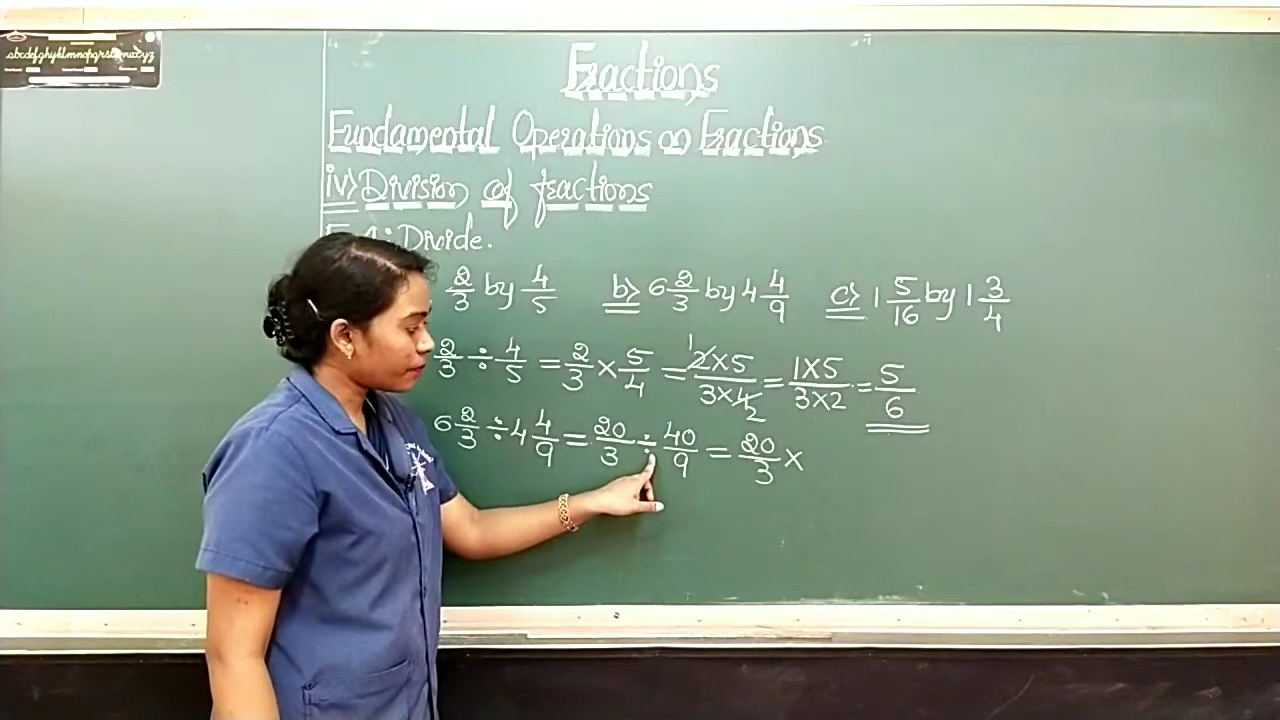 abcdefghijklmnopqrstuvwxyz
Fractions
Fundamental Operations on Fractions
iv> Division of fractions
Divide.
2/3 by 4/5 b> 6 2/3 by 4 4/9 c> 1 5/16 by 1 3/4
2/3 ÷ 4/5 = 2/3 × 5/4 = 1 2×5/3×4 2 = 1×5/3×2 = 5/6
6 2/3 ÷ 4 4/9 = 20/3 ÷ 40/9 = 20/3 ×